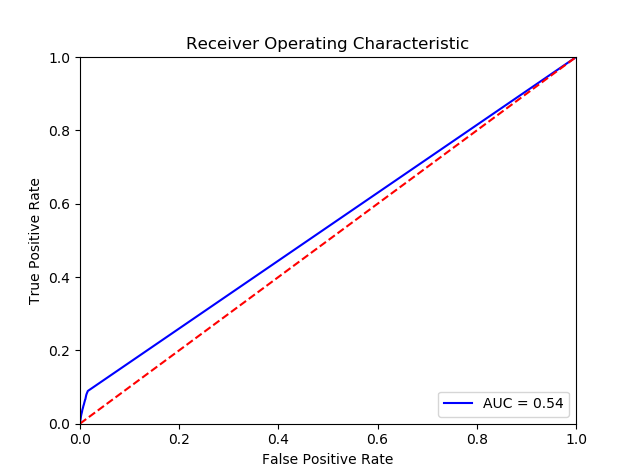 Receiver Operating Characteristic
True Positive Rate
1.0
0.8
0.6
0.4
0.2
0.0
AUC = 0.54
0.0 0.2 0.4 0.6 0.8 1.0
False Positive Rate